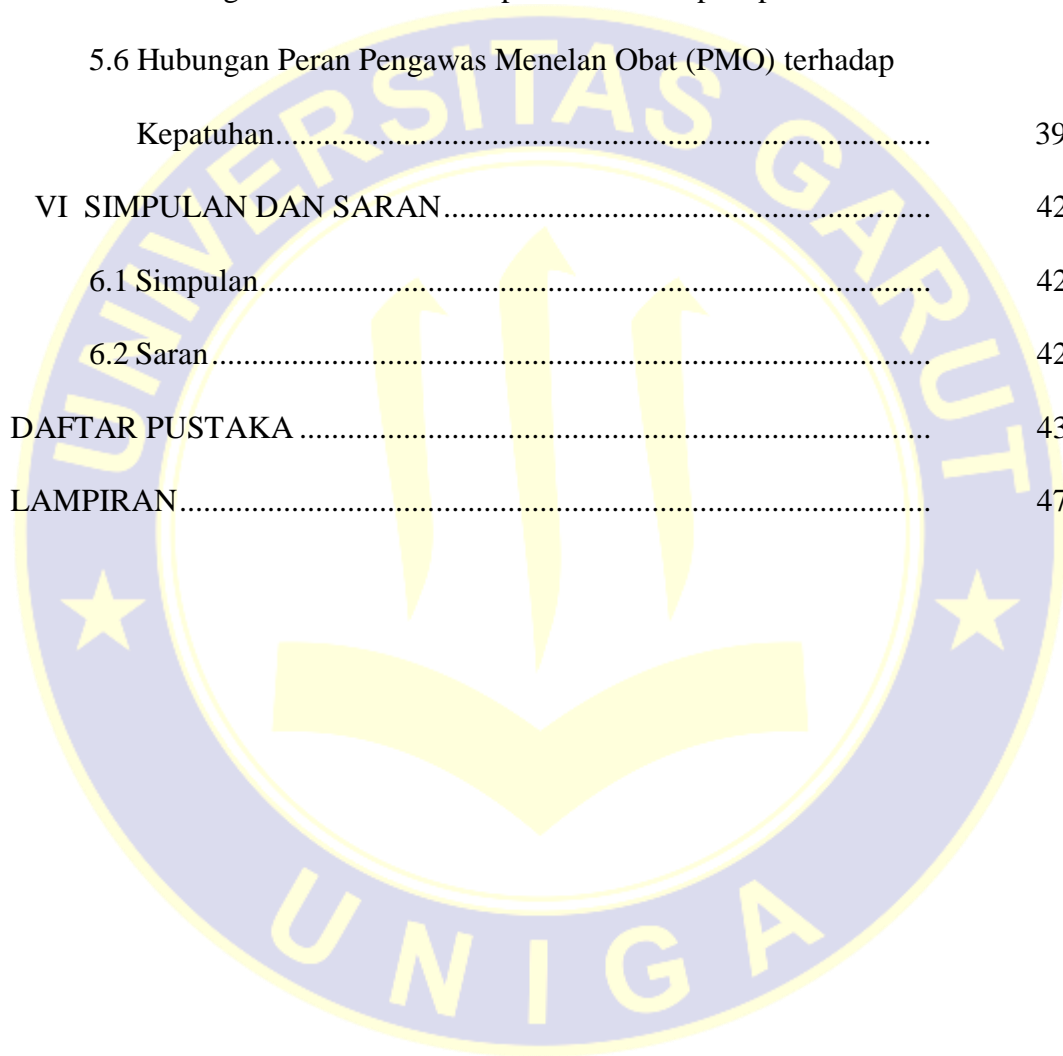 5.6 Hubungan Peran Pengawas Menelan Obat (PMO) terhadap
Kepatuhan.......................................................................... 39
VI SIMPULAN DAN SARAN....................................................... 42
6.1 Simpulan............................................................................ 42
6.2 Saran.................................................................................. 42
DAFTAR PUSTAKA....................................................................... 43
LAMPIRAN..................................................................................... 47
UNIVERSITAS GARUT
UNIGA